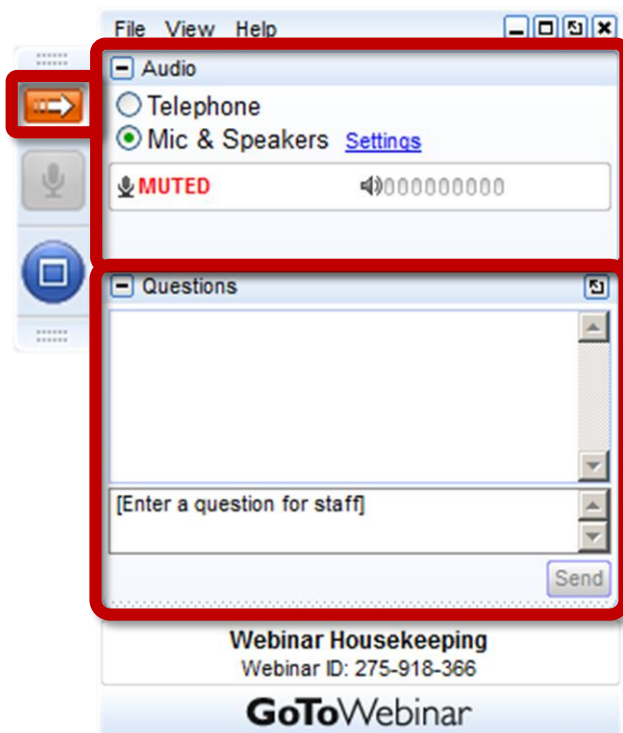 File View Help
Audio
Telephone
Mic & Speakers Settings
MUTED 000000000
Questions
[Enter a question for staff]
Send
Webinar Housekeeping
Webinar ID: 275-918-366
GoToWebinar